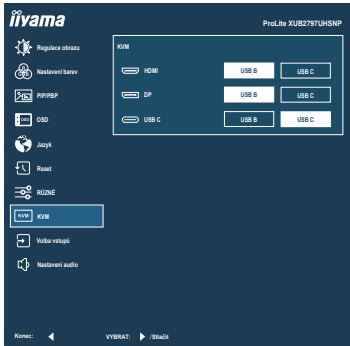 iiyama
ProLite XUB2797UHSNP
Regulace obrazu
Nastavení barev
PIP/PBP
OSD
OSD
Jazyk
Reset
RŮZNÉ
KVM
KVM
Volba vstupů
Nastavení audio
KVM
HDMI USB B USB C
DP USB B USB C
USB C USB B USB C
Konec: VYBRAT: /Stlačit